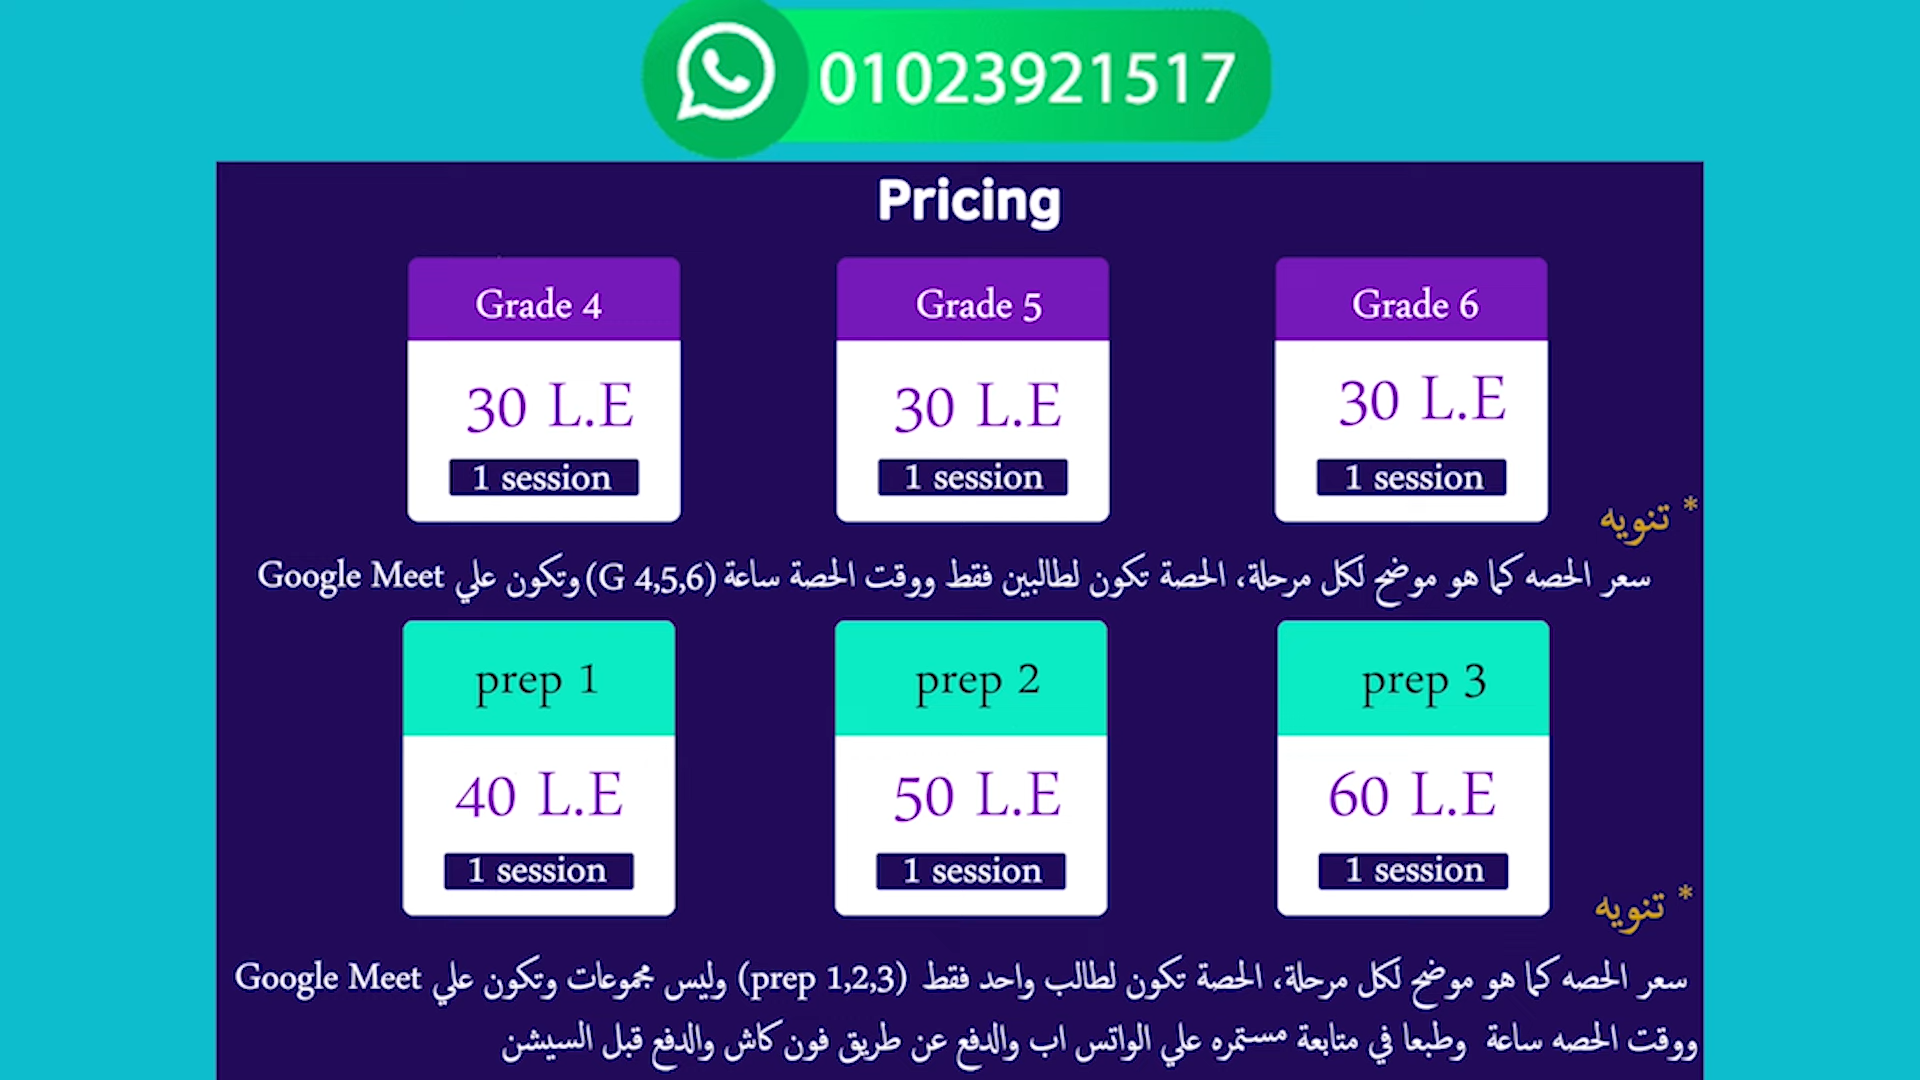 01023921517
Pricing
Grade 4
30 L.E
1 session
Grade 5
30 L.E
1 session
Grade 6
30 L.E
1 session
* تنويه
سعر الحصه كما هو موضح لكل مرحلة، الحصة تكون لطالبين فقط ووقت الحصة ساعة (G 4,5,6) وتكون علي Google Meet
prep 1
40 L.E
1 session
prep 2
50 L.E
1 session
prep 3
60 L.E
1 session
* تنويه
سعر الحصه كما هو موضح لكل مرحلة، الحصة تكون لطالب واحد فقط (prep 1,2,3) وليس مجموعات وتكون علي Google Meet
ووقت الحصه ساعة وطبعا في متابعة مستمره علي الواتس اب والدفع عن طريق فون كاش والدفع قبل السيشن